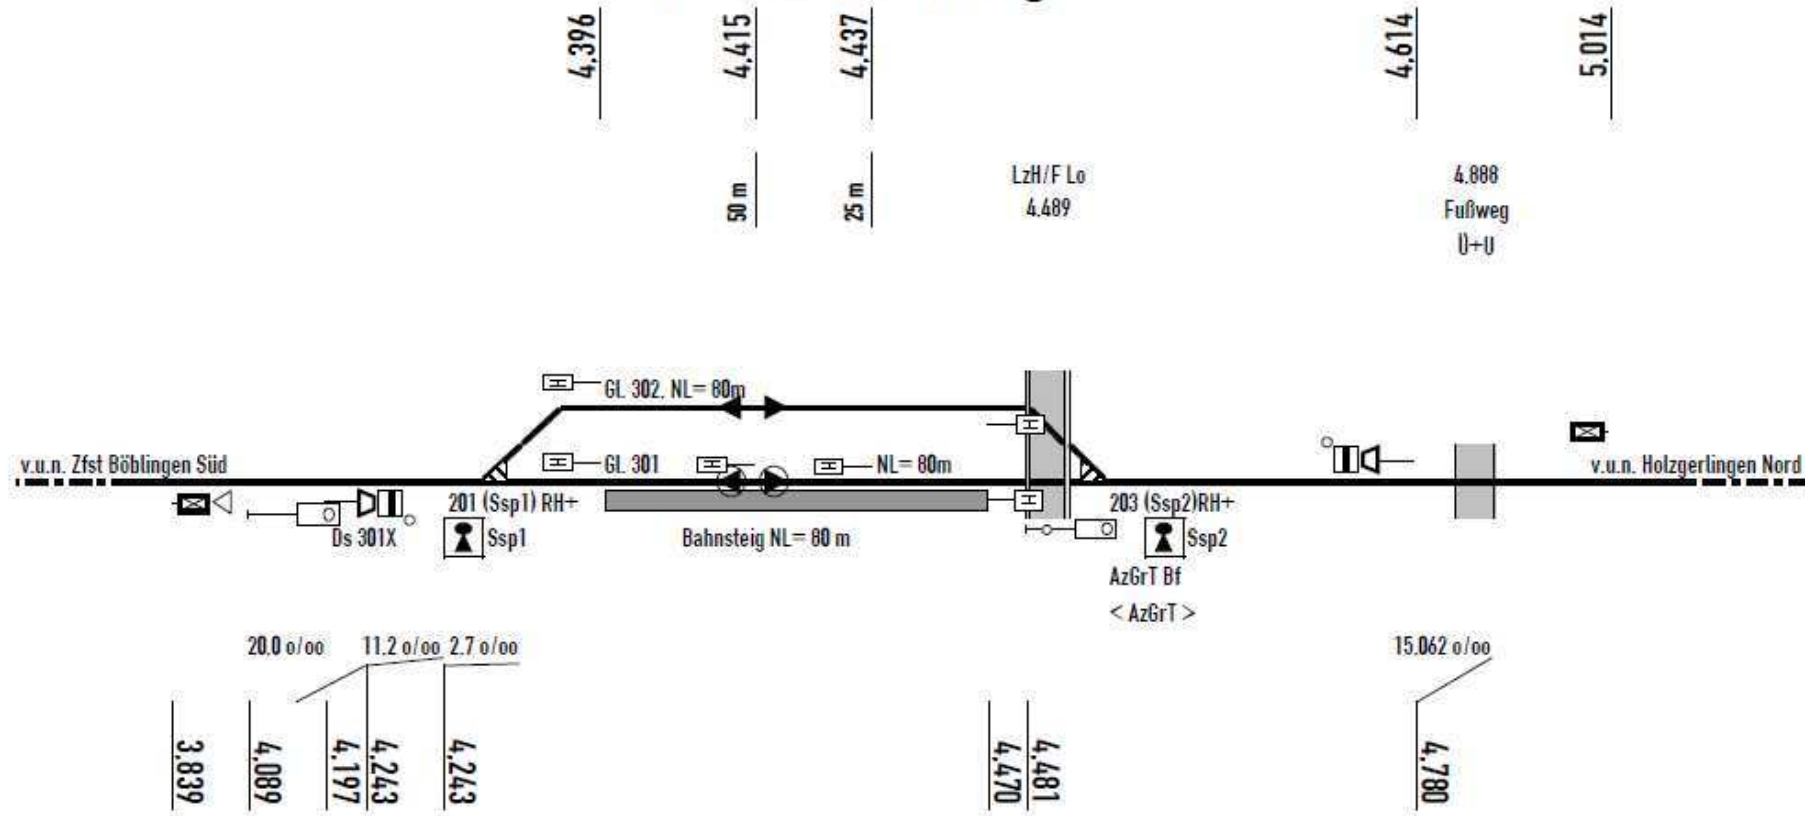 4,396
4,415
4,437
4,614
5,014
50 m
25 m
LzH/F Lo
4.489
4.888
Fußweg
Ü+U
GL 302, NL= 80m
v.u.n. Zfst Böblingen Süd
GL 301
NL= 80m
v.u.n. Holzgerlingen Nord
201 (Ssp1) RH+
203 (Ssp2)RH+
Ds 301X
Ssp1
Bahnsteig NL= 80 m
Ssp2
AzGrT Bf
< AzGrT >
20.0 o/oo
11.2 o/oo
2.7 o/oo
15.062 o/oo
3,839
4,089
4,197
4,243
4,243
4,470
4,481
4,780